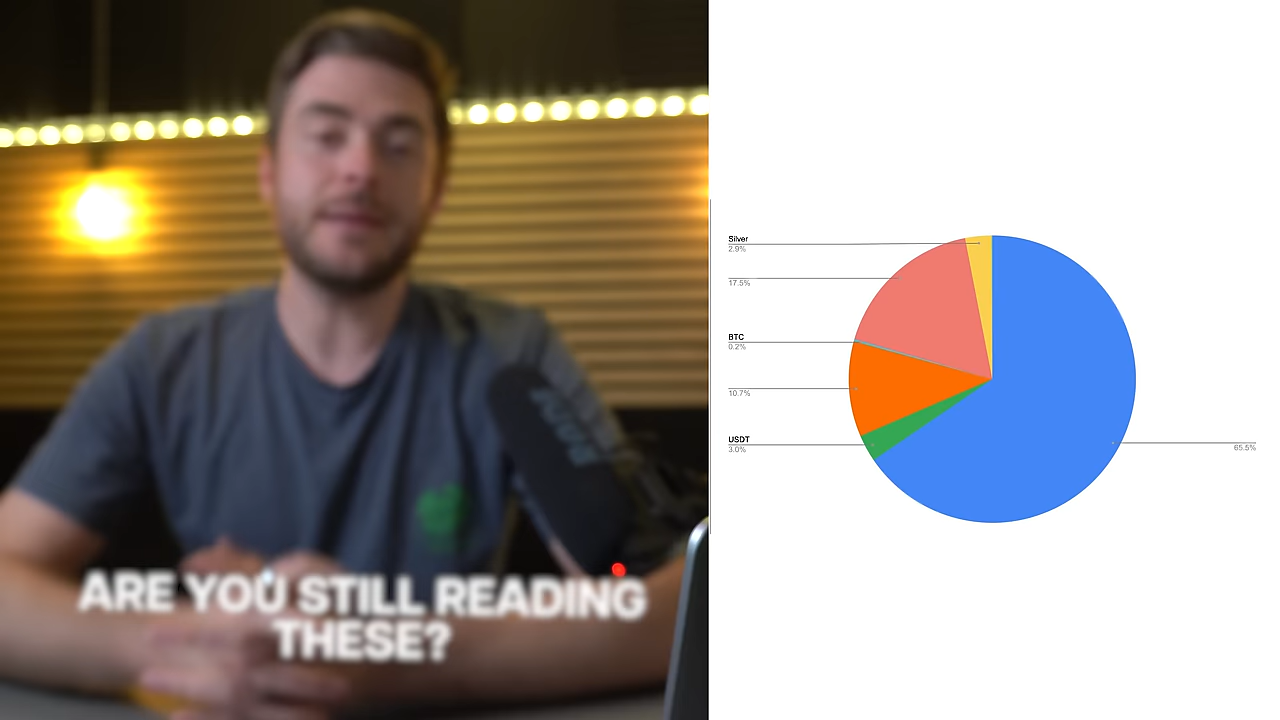 ARE YOU STILL READING
THESE?
Silver
2.9%
17.5%
BTC
0.2%
10.7%
USDT
3.0%
65.5%